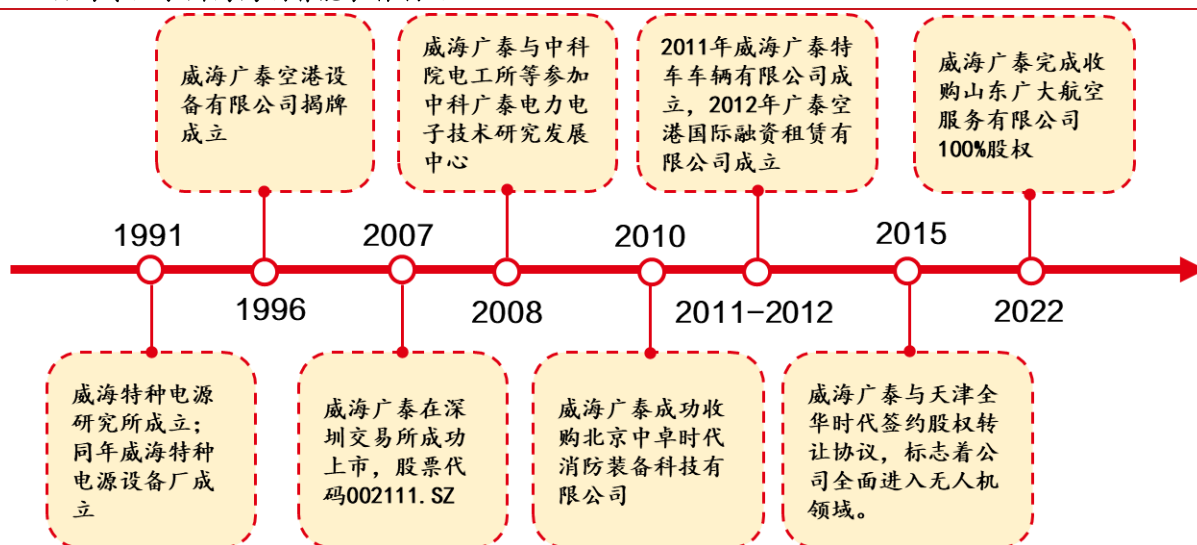 威海广泰空港设
备有限公司揭牌
成立
威海广泰与中科
院电工所等参加
中科广泰电力电
子技术研究发展
中心
2011年威海广泰特
车车辆有限公司成
立，2012年广泰空
港国际融资租赁有
限公司成立
威海广泰完成收
购山东广大航空
服务有限公司
100%股权
1991
2007
2010
2015
1996
2008
2011-2012
2022
威海特种电源
研究所成立；
同年威海特种
电源设备厂成
立
威海广泰在深
圳交易所成功
上市，股票代
码002111.SZ
威海广泰成功收
购北京中卓时代
消防装备科技有
限公司
威海广泰与天津全
华时代签约股权转
让协议，标志着公
司全面进入无人机
领域。